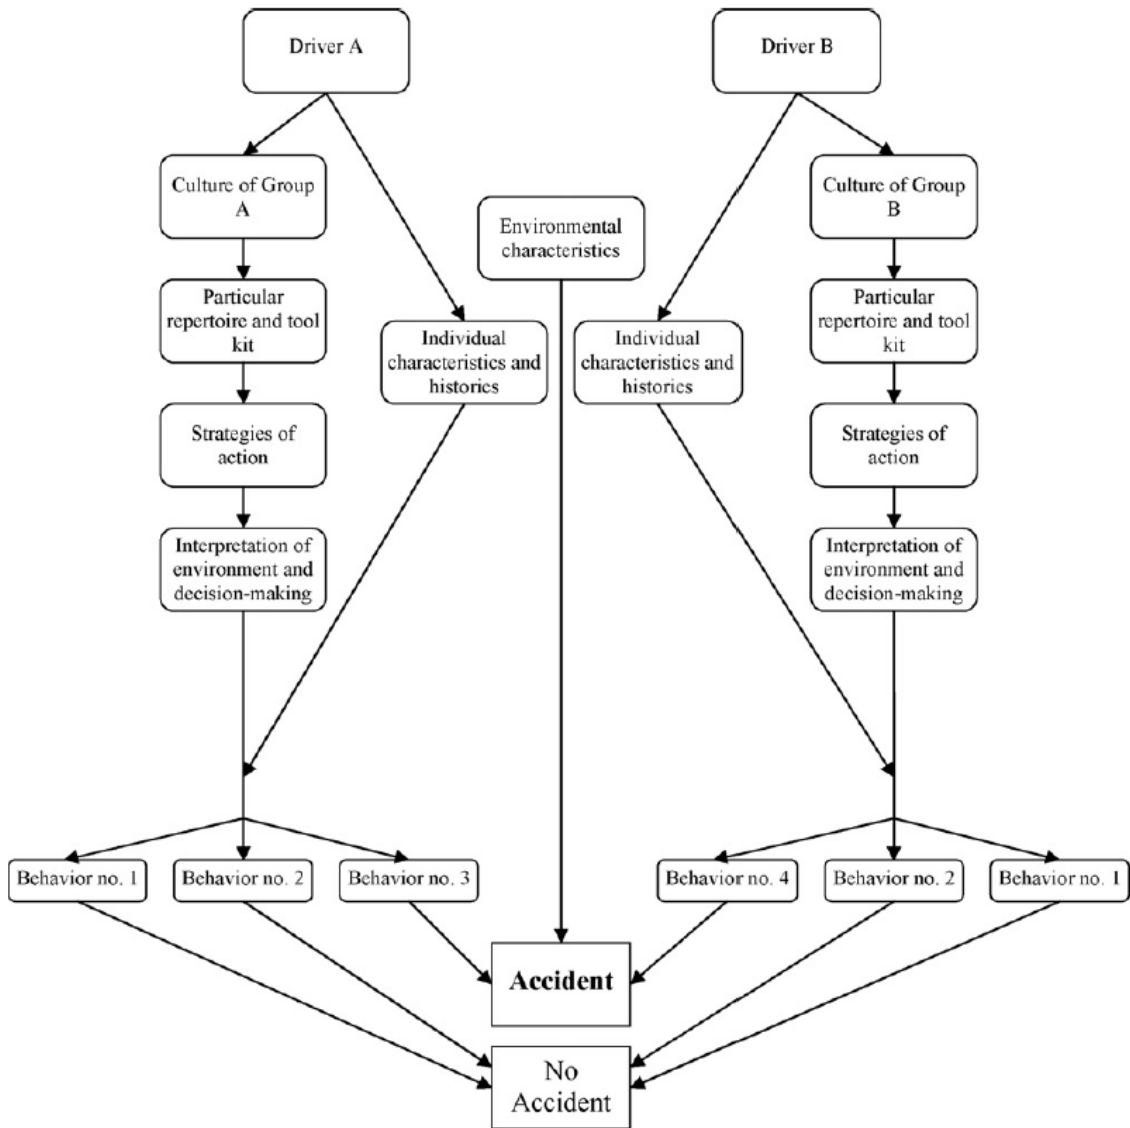 Driver A
Driver B
Culture of Group
A
Culture of Group
B
Environmental
characteristics
Particular
repertoire and tool
kit
Particular
repertoire and tool
kit
Individual
characteristics and
histories
Individual
characteristics and
histories
Strategies of
action
Strategies of
action
Interpretation of
environment and
decision-making
Interpretation of
environment and
decision-making
Behavior no. 1
Behavior no. 2
Behavior no. 3
Behavior no. 4
Behavior no. 2
Behavior no. 1
Accident
No
Accident